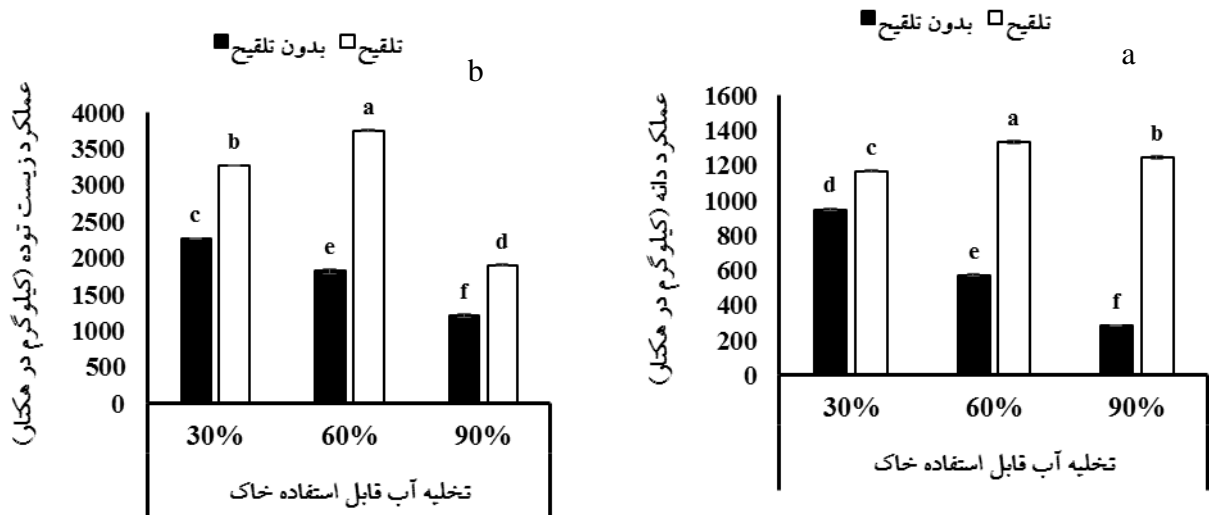 ■بدون تلقیح □تلقیح
a
عملکرد دانه (کیلوگرم در هکتار)
1600
1400
1200
1000
800
600
400
200
0
d
c
e
a
f
b
30%
60%
90%
تخلیه آب قابل استفاده خاک
■بدون تلقیح □تلقیح
b
عملکرد زیست توده (کیلوگرم در هکتار)
4000
3500
3000
2500
2000
1500
1000
500
0
c
b
e
a
f
d
30%
60%
90%
تخلیه آب قابل استفاده خاک